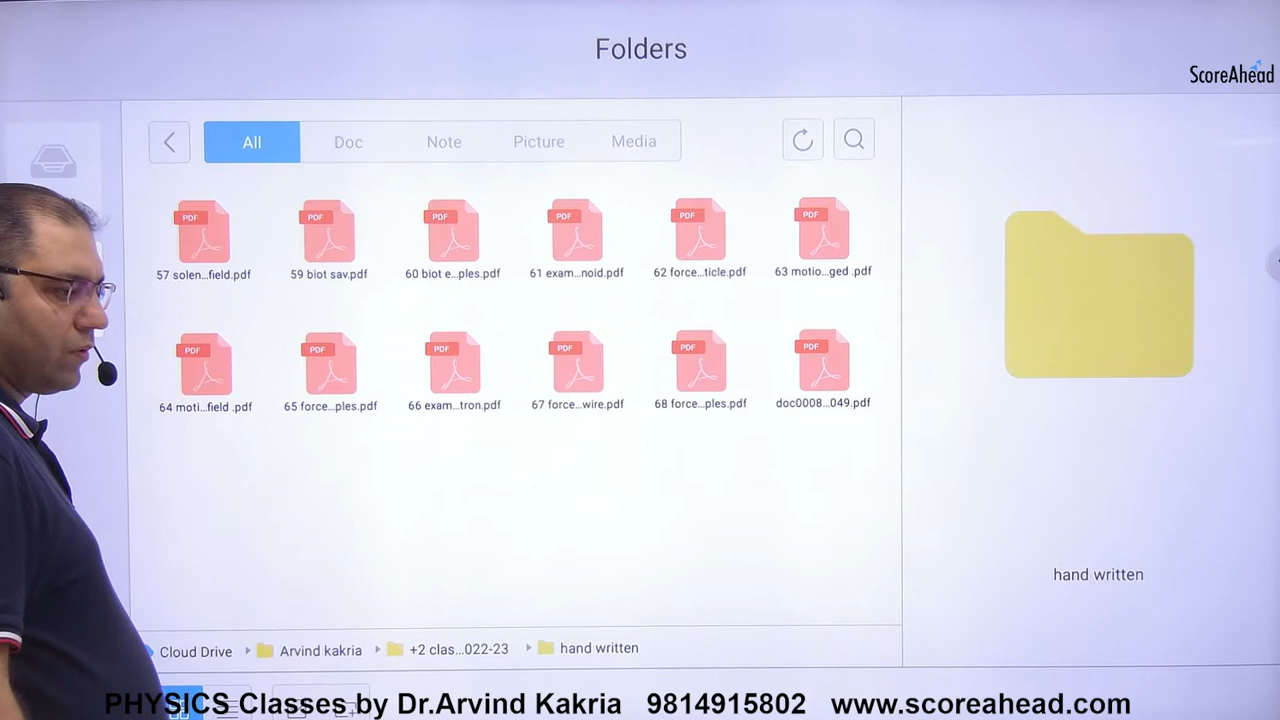 Folders
ScoreAhead
All Doc Note Picture Media
PDF PDF PDF PDF PDF PDF
57 solen...field.pdf 59 biot sav.pdf 60 biot e...ples.pdf 61 exam...noid.pdf 62 force...ticle.pdf 63 motio...ged .pdf
PDF PDF PDF PDF PDF PDF
64 moti...field .pdf 65 force...ples.pdf 66 exam...tron.pdf 67 force...wire.pdf 68 force...ples.pdf doc0008...049.pdf
hand written
Cloud Drive Arvind kakria +2 clas...022-23 hand written
PHYSICS Classes by Dr.Arvind Kakria 9814915802 www.scoreahead.com